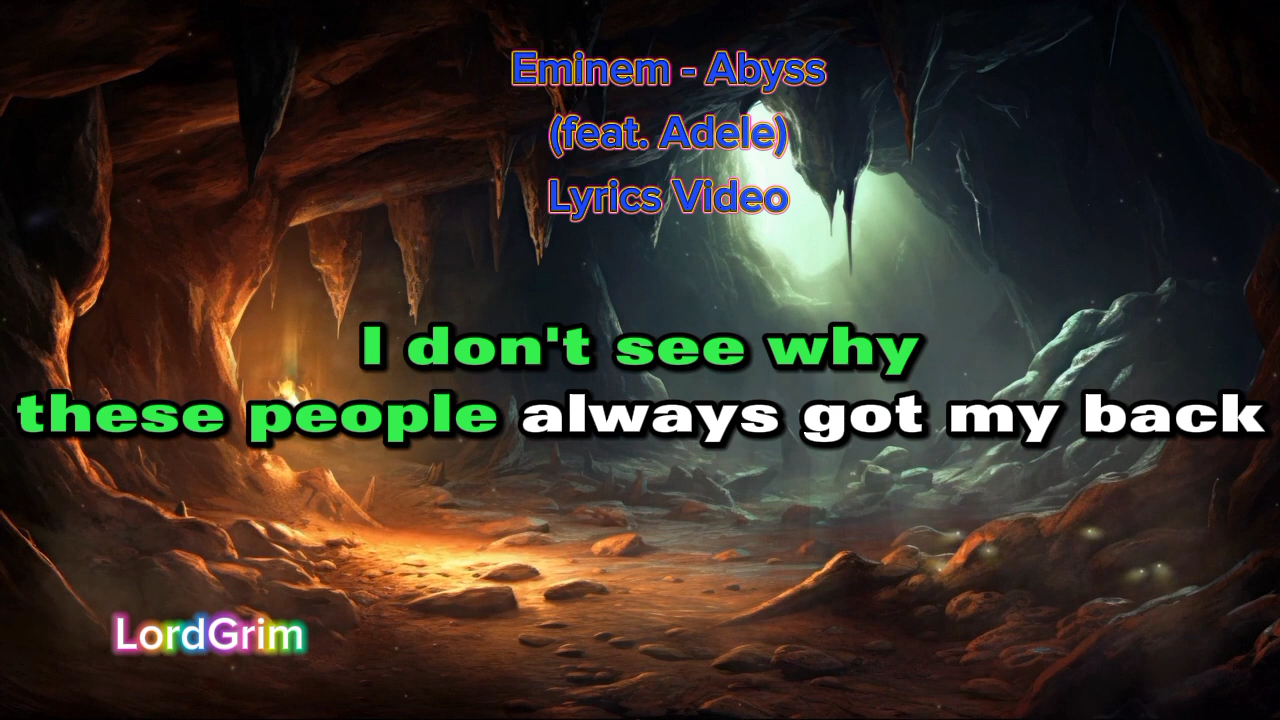 Eminem - Abyss
(feat. Adele)
Lyrics Video
I don't see why
these people always got my back
LordGrim